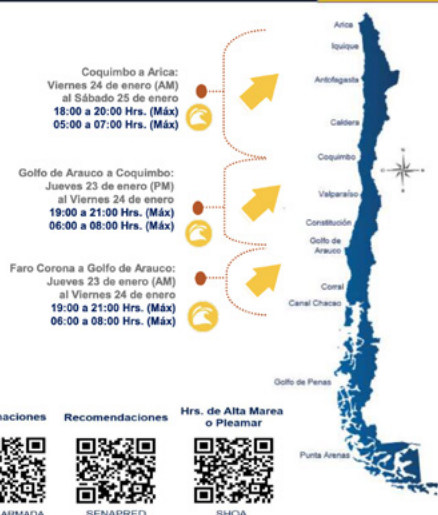 Coquimbo a Arica:
Viernes 24 de enero (AM)
al Sábado 25 de enero
18:00 a 20:00 Hrs. (Máx)
05:00 a 07:00 Hrs. (Máx)
Golfo de Arauco a Coquimbo:
Jueves 23 de enero (PM)
al Viernes 24 de enero
19:00 a 21:00 Hrs. (Máx)
06:00 a 08:00 Hrs. (Máx)
Faro Corona a Golfo de Arauco:
Jueves 23 de enero (AM)
al Viernes 24 de enero
19:00 a 21:00 Hrs. (Máx)
06:00 a 08:00 Hrs. (Máx)
Arica
Iquique
Antofagasta
Caldera
Coquimbo
Valparaíso
Constitución
Golfo de
Arauco
Corral
Canal Chacao
Golfo de Penas
Punta Arenas
naciones
Recomendaciones
Hrs. de Alta Marea
o Pleamar
ARMADA
SENAPRED
SHOA